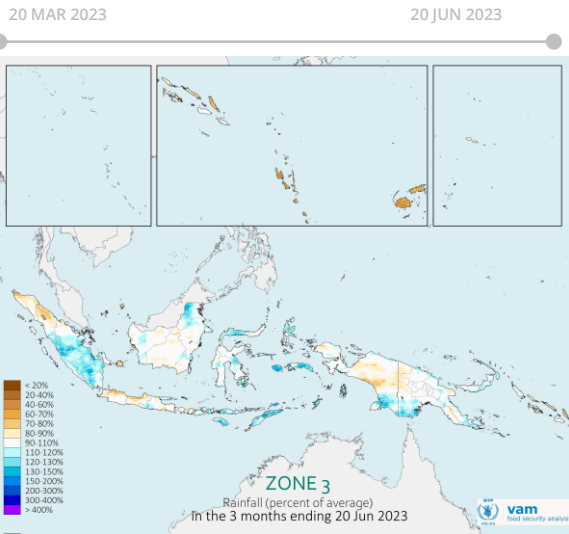 20 MAR 2023
20 JUN 2023
< 20%
20-40%
40-60%
60-70%
70-80%
80-90%
90-110%
110-120%
120-130%
130-150%
150-200%
200-300%
300-400%
> 400%
ZONE 3
Rainfall (percent of average)
In the 3 months ending 20 Jun 2023
vam
food security analysis